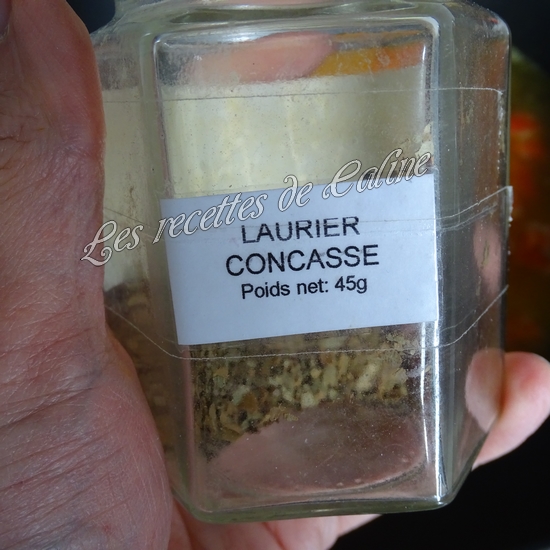 Les recettes de Caline
LAURIER
CONCASSE
Poids net: 45g